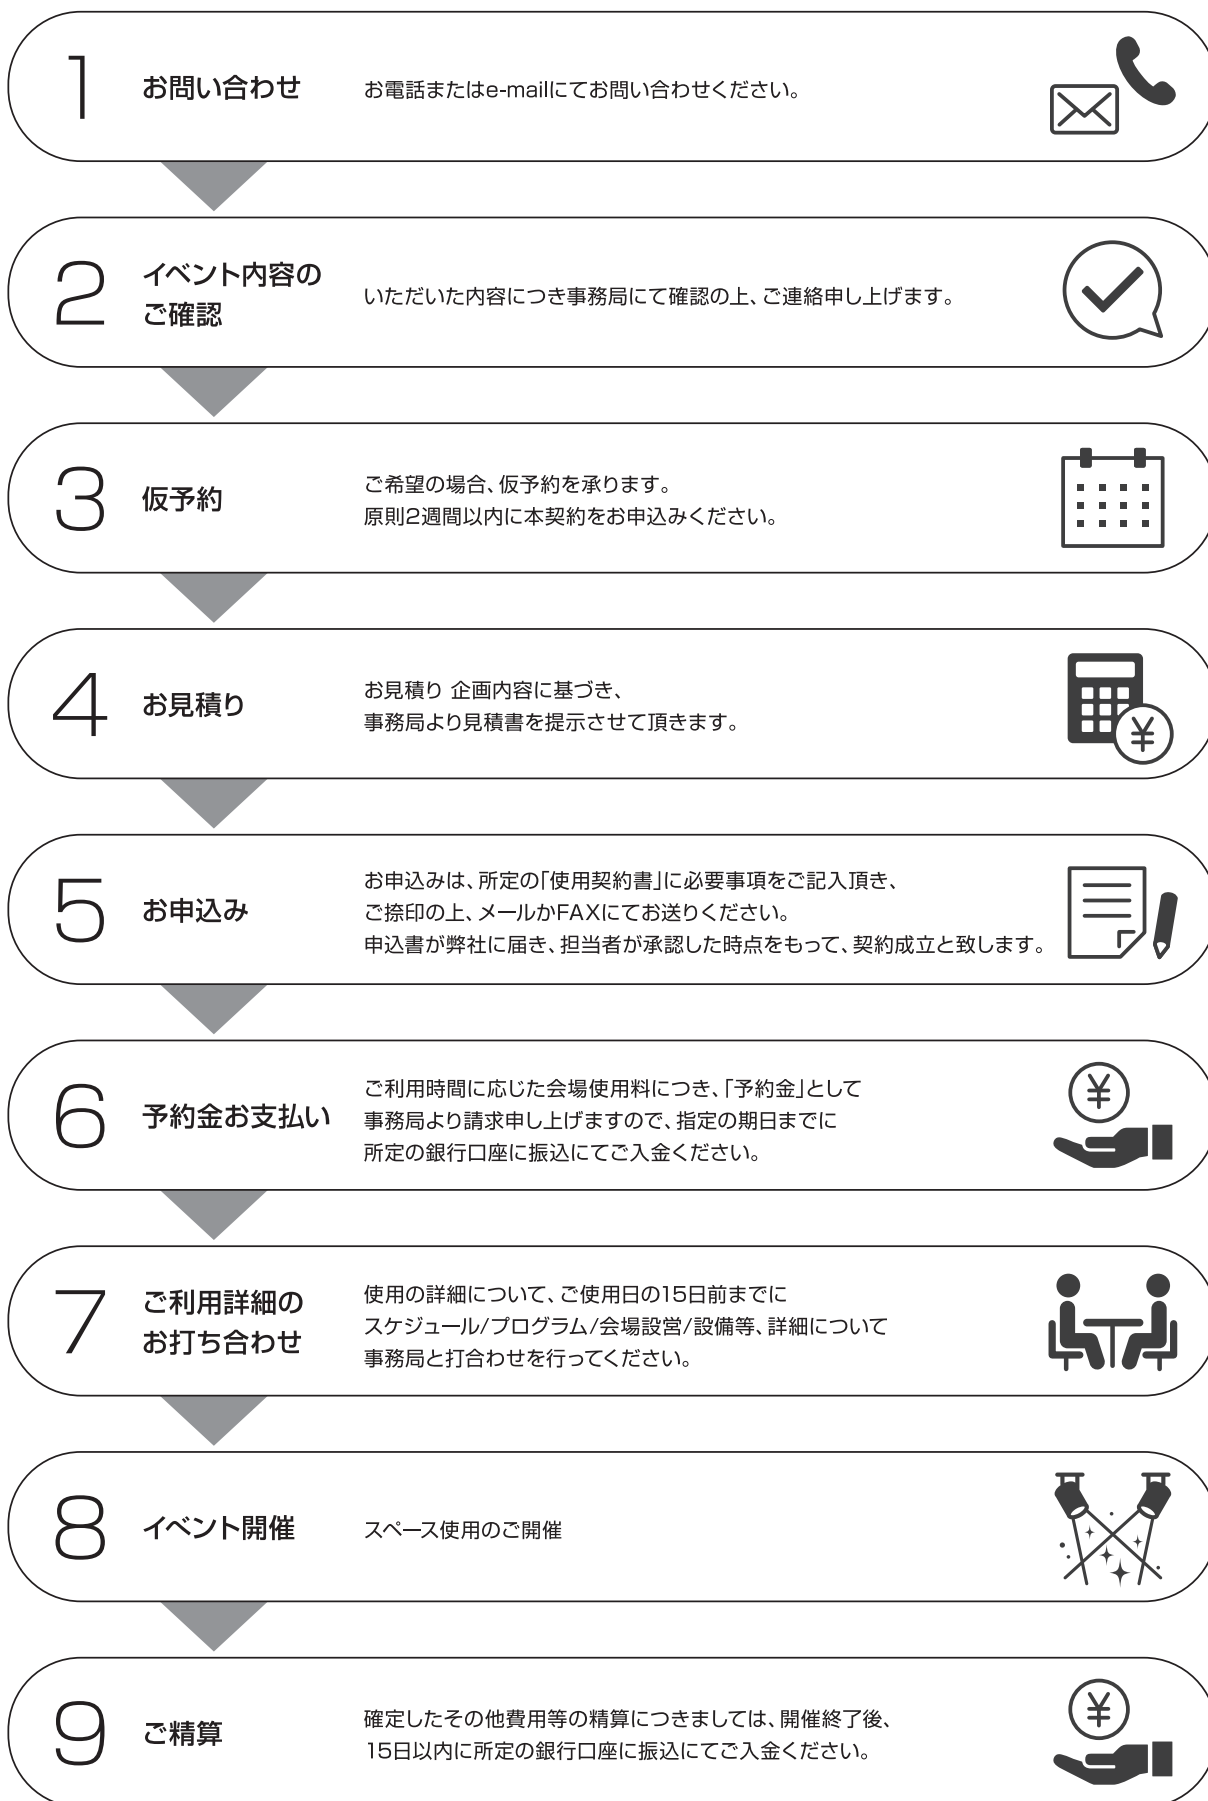 1
お問い合わせ
お電話またはe-mailにてお問い合わせください。
2
イベント内容の
ご確認
いただいた内容につき事務局にて確認の上、ご連絡申し上げます。
3
仮予約
ご希望の場合、仮予約を承ります。
原則2週間以内に本契約をお申込みください。
4
お見積り
お見積り 企画内容に基づき、
事務局より見積書を提示させて頂きます。
¥
5
お申込み
お申込みは、所定の「使用契約書」に必要事項をご記入頂き、
ご捺印の上、メールかFAXにてお送りください。
申込書が弊社に届き、担当者が承認した時点をもって、契約成立と致します。
6
予約金お支払い
ご利用時間に応じた会場使用料につき、「予約金」として
事務局より請求申し上げますので、指定の期日までに
所定の銀行口座に振込にてご入金ください。
¥
7
ご利用詳細の
お打ち合わせ
使用の詳細について、ご使用日の15日前までに
スケジュール/プログラム/会場設営/設備等、詳細について
事務局と打合わせを行ってください。
8
イベント開催
スペース使用のご開催
9
ご精算
確定したその他費用等の精算につきましては、開催終了後、
15日以内に所定の銀行口座に振込にてご入金ください。
¥